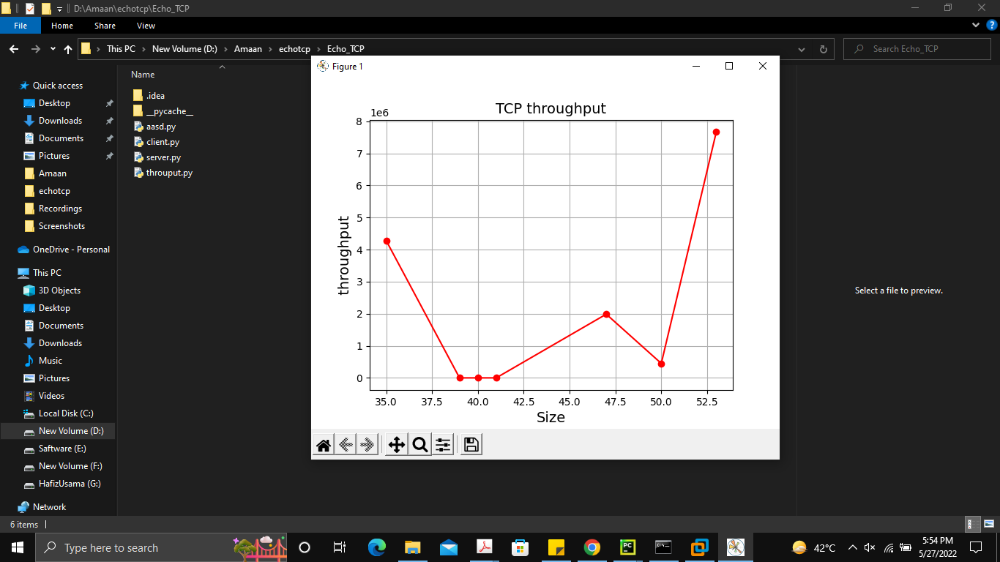 D:\Amaan\echotcp\Echo_TCP
File Home Share View
This PC New Volume (D:) Amaan echotcp Echo_TCP
Search Echo_TCP
Quick access
Desktop
Downloads
Documents
Pictures
Amaan
echotcp
Recordings
Screenshots
OneDrive - Personal
This PC
3D Objects
Desktop
Documents
Downloads
Music
Pictures
Videos
Local Disk (C:)
New Volume (D:)
Saftware (E:)
New Volume (F:)
HafizUsama (G:)
Network
Name
.idea
__pycache__
aasd.py
client.py
server.py
throuput.py
Figure 1
TCP throughput
1e6
8
7
6
5
4
3
2
1
0
throughput
35.0 37.5 40.0 42.5 45.0 47.5 50.0 52.5
Size
Select a file to preview.
6 items
Type here to search
PC
42°C
5:54 PM
5/27/2022